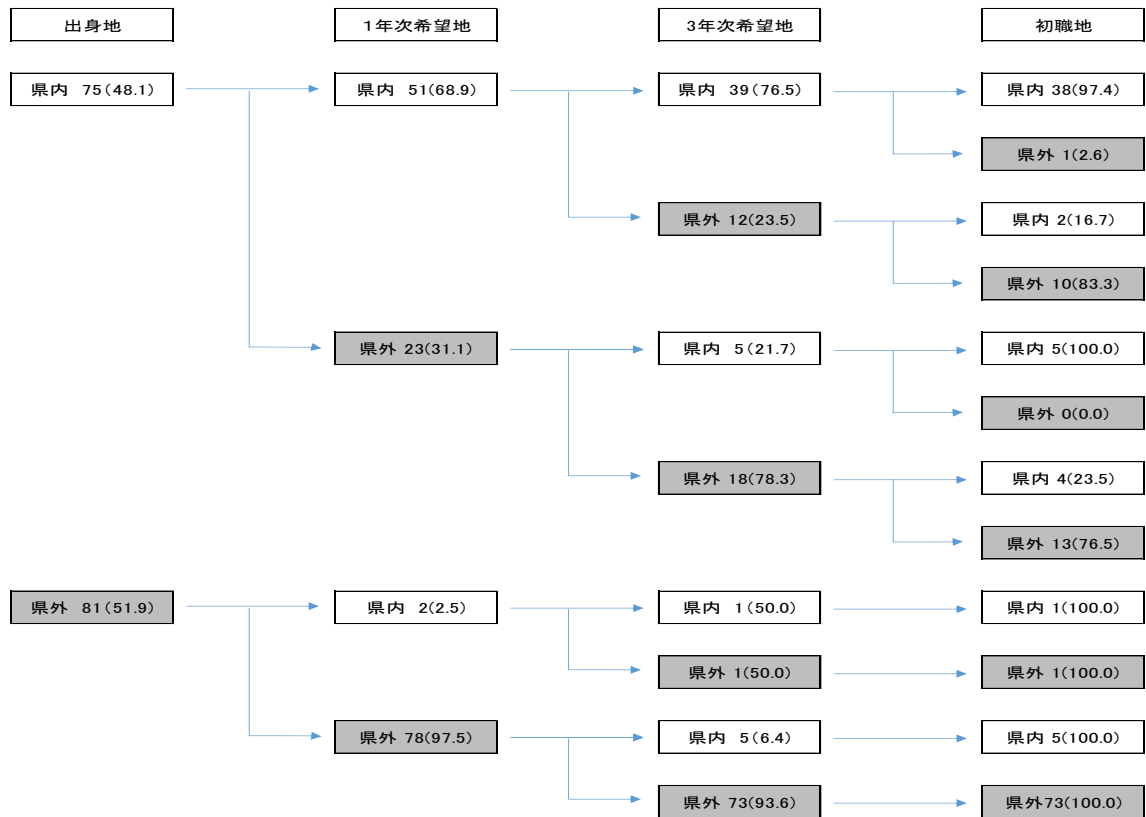 出身地 1年次希望地 3年次希望地 初職地
県内 75(48.1) 県内 51(68.9) 県内 39(76.5) 県内 38(97.4)
県外 1(2.6)
県外 12(23.5) 県内 2(16.7)
県外 10(83.3)
県外 23(31.1) 県内 5(21.7) 県内 5(100.0)
県外 0(0.0)
県外 18(78.3) 県内 4(23.5)
県外 13(76.5)
県外 81(51.9) 県内 2(2.5) 県内 1(50.0) 県内 1(100.0)
県外 1(50.0) 県外 1(100.0)
県外 78(97.5) 県内 5(6.4) 県内 5(100.0)
県外 73(93.6) 県外73(100.0)